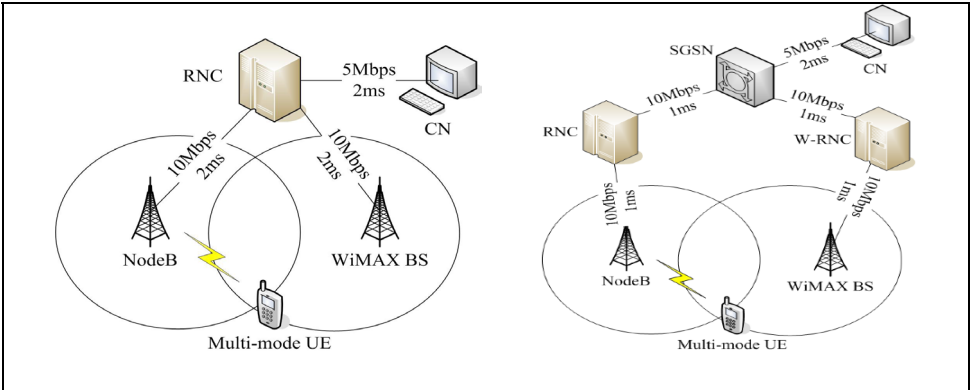 RNC
5Mbps
2ms
CN
10Mbps
2ms
10Mbps
2ms
NodeB
WiMAX BS
Multi-mode UE
SGSN
5Mbps
2ms
CN
10Mbps
1ms
10Mbps
1ms
RNC
W-RNC
10Mbps
1ms
10Mbps
1ms
NodeB
WiMAX BS
Multi-mode UE